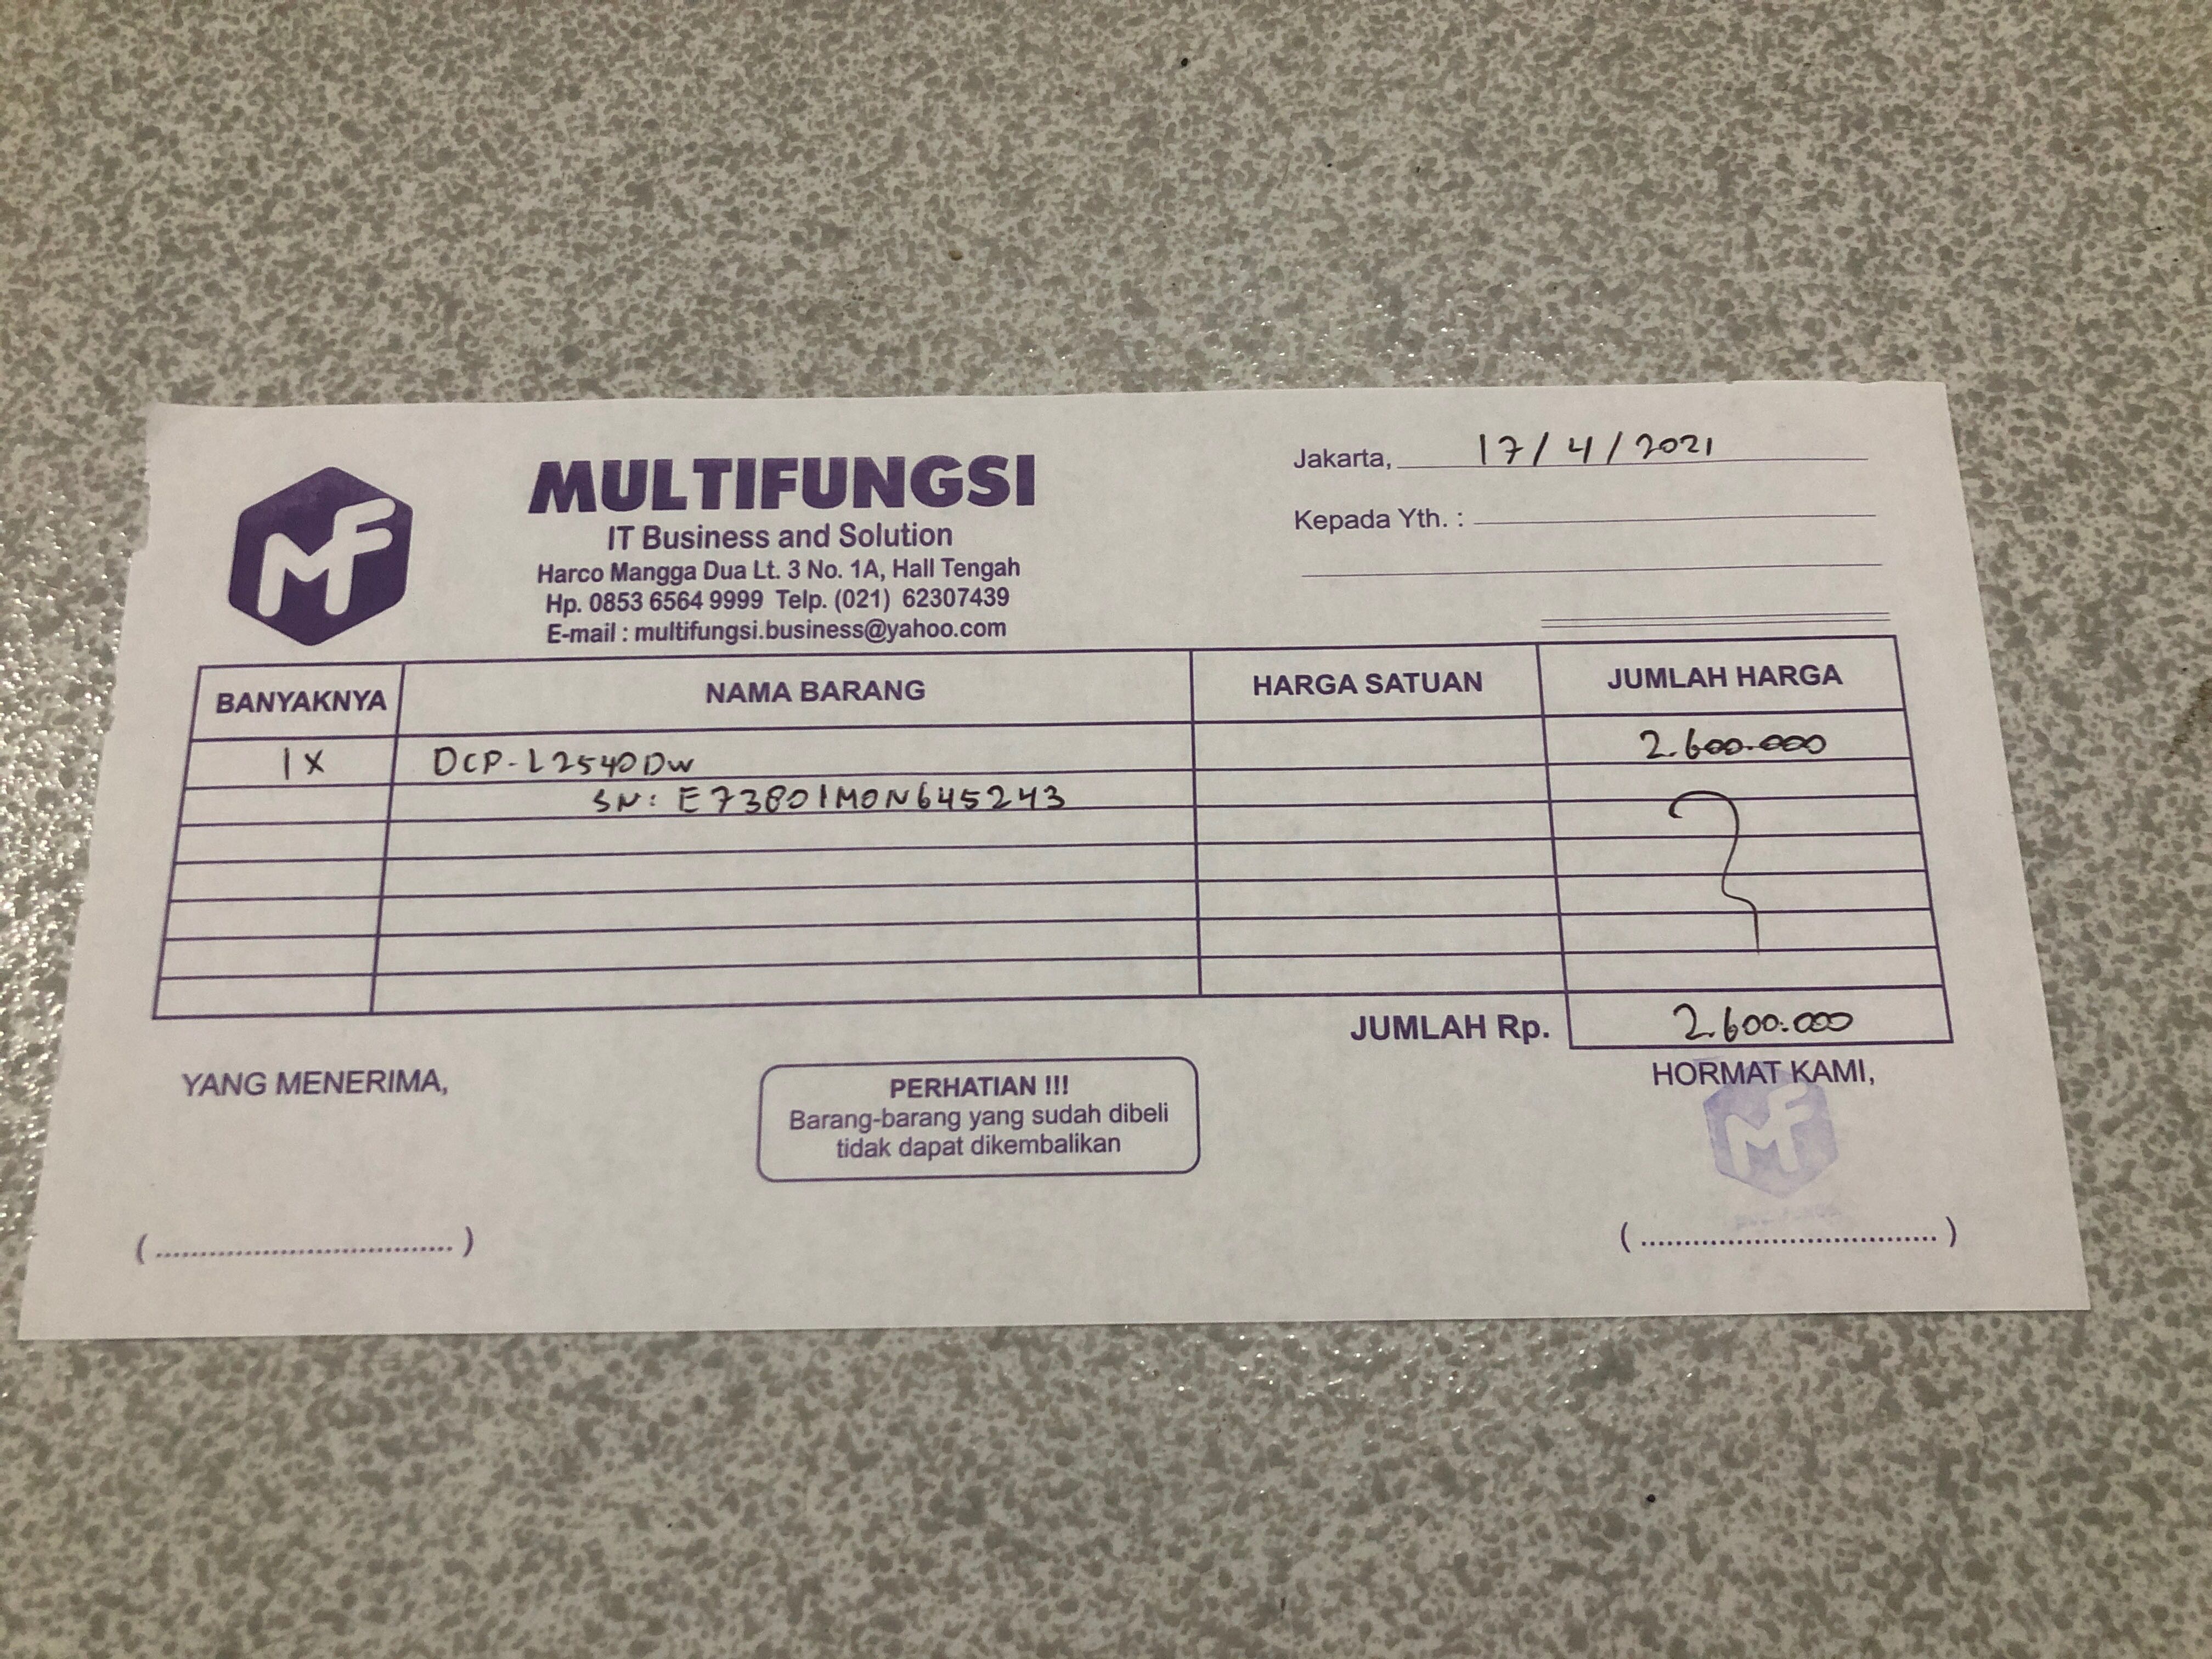 MF
MULTIFUNGSI
IT Business and Solution
Harco Mangga Dua Lt. 3 No. 1A, Hall Tengah
Hp. 0853 6564 9999 Telp. (021) 62307439
E-mail : multifungsi.business@yahoo.com
Jakarta, 17/4/2021
Kepada Yth. :
BANYAKNYA NAMA BARANG HARGA SATUAN JUMLAH HARGA
1X DCP-L2540DW 2.600.000
SN: E73801M0N645243
JUMLAH Rp. 2.600.000
YANG MENERIMA,
PERHATIAN !!!
Barang-barang yang sudah dibeli
tidak dapat dikembalikan
HORMAT KAMI,
MF
(..................................)
(..................................)